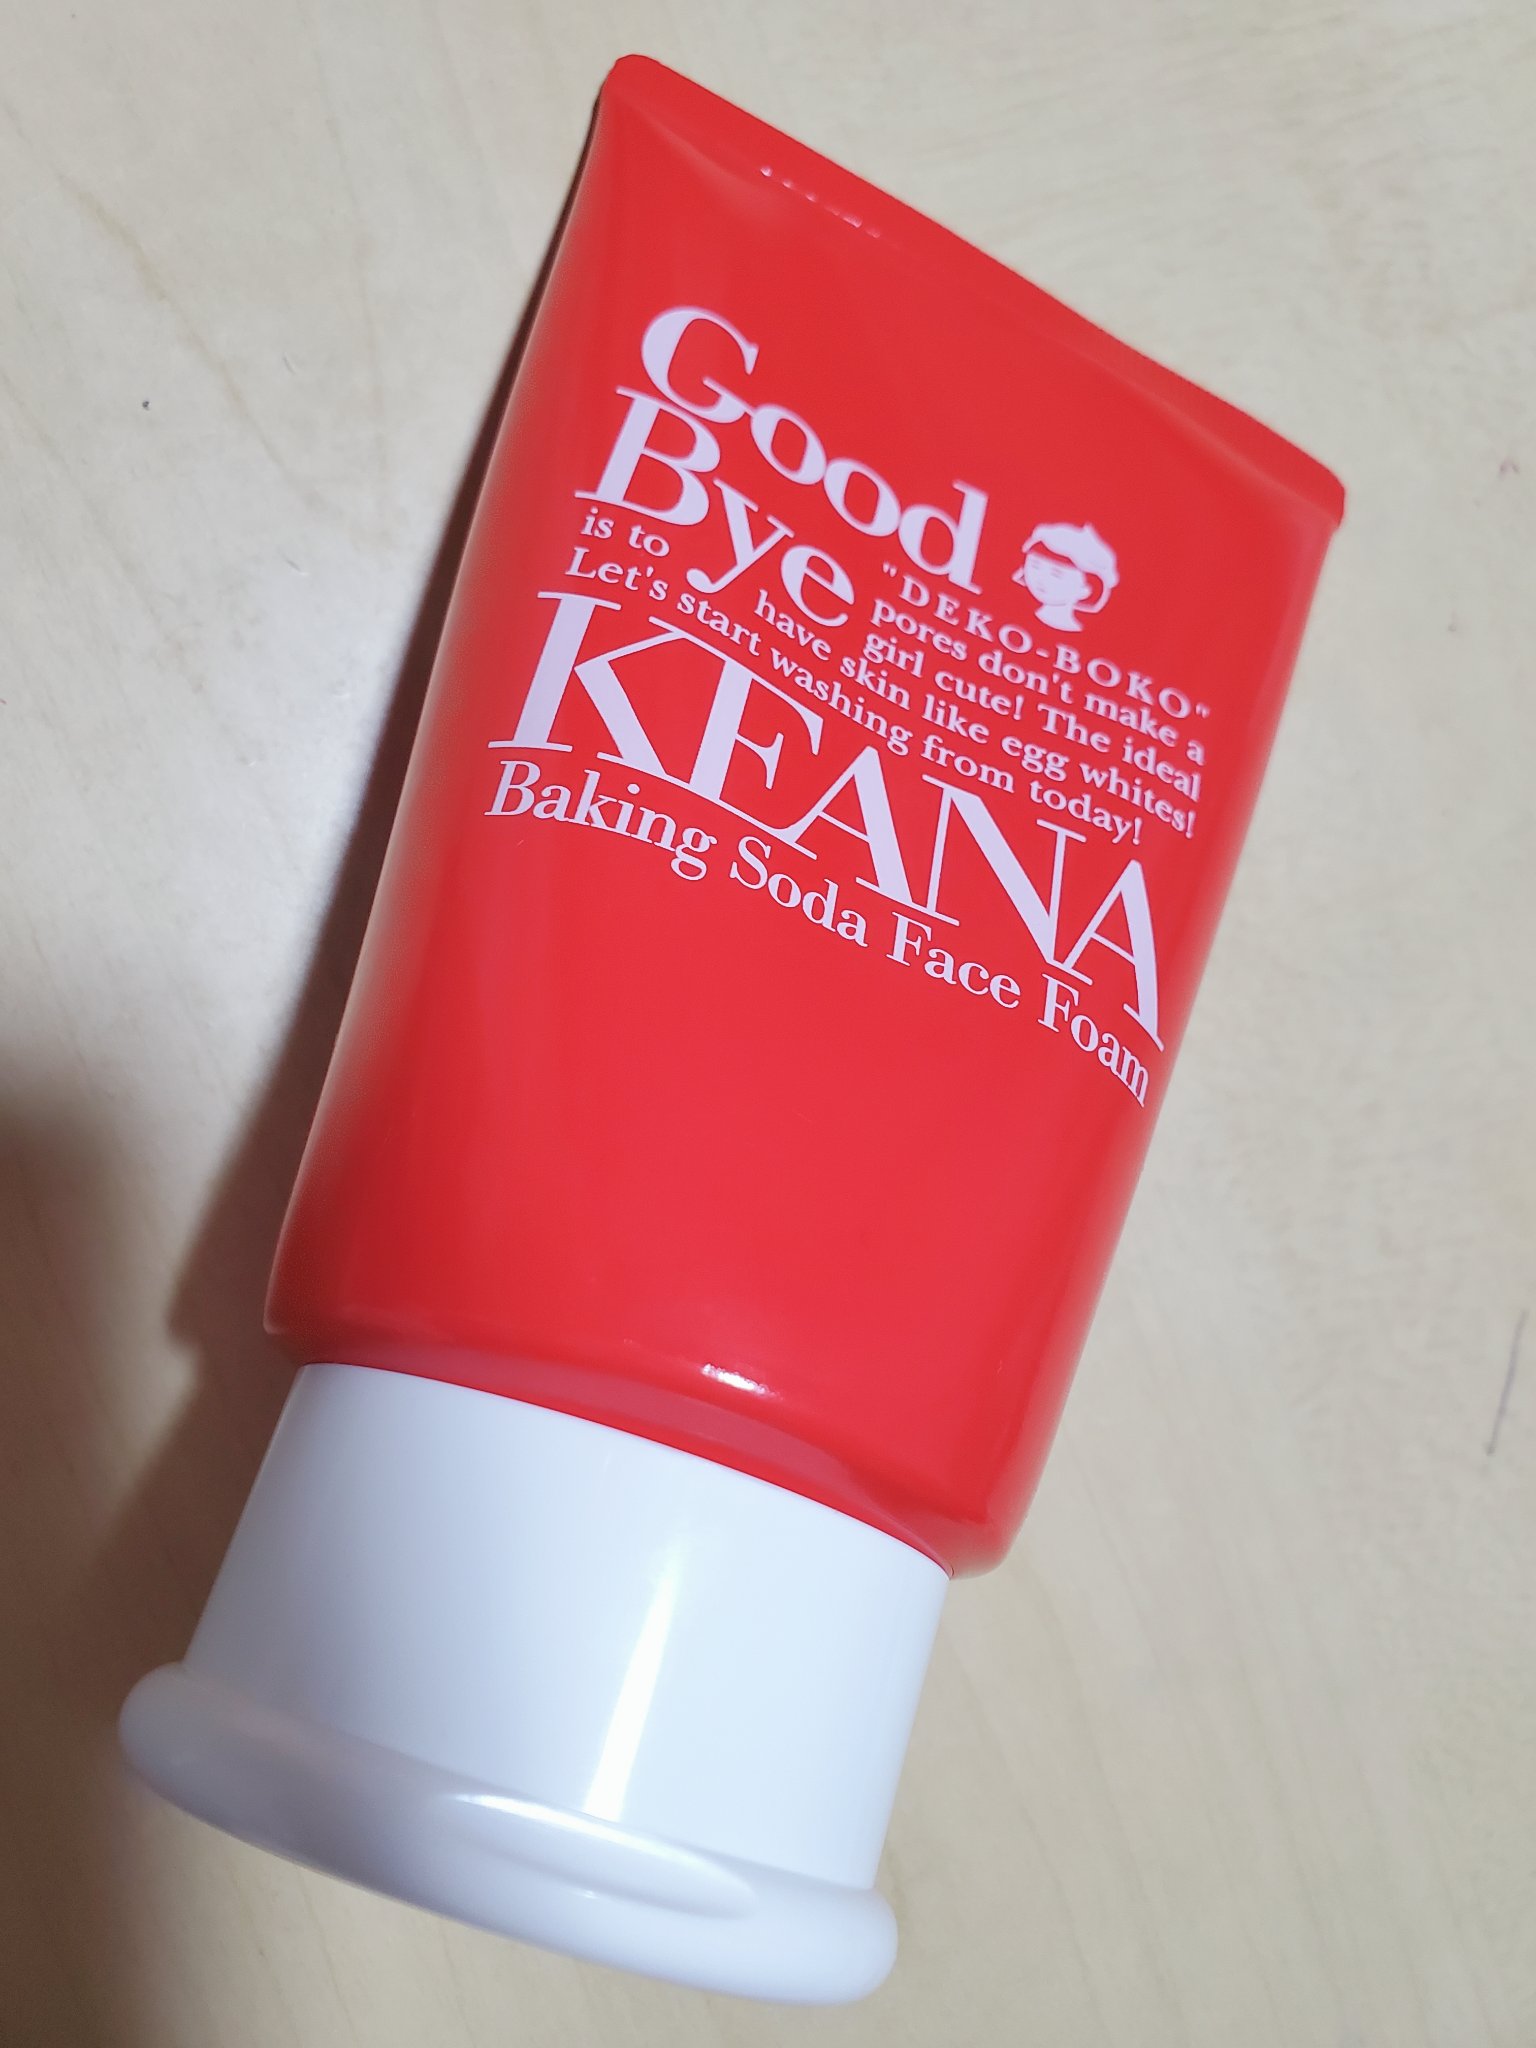 Good
Bye
"DEKO-BOKO"
pores don't make a
girl cute! The ideal
is to have skin like egg whites!
Let's start washing from today!
KEANA
Baking Soda Face Foam